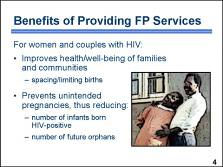 Benefits of Providing FP Services
For women and couples with HIV:
• Improves health/well-being of families
and communities
– spacing/limiting births
• Prevents unintended
pregnancies, thus reducing:
– number of infants born
HIV-positive
– number of future orphans
4